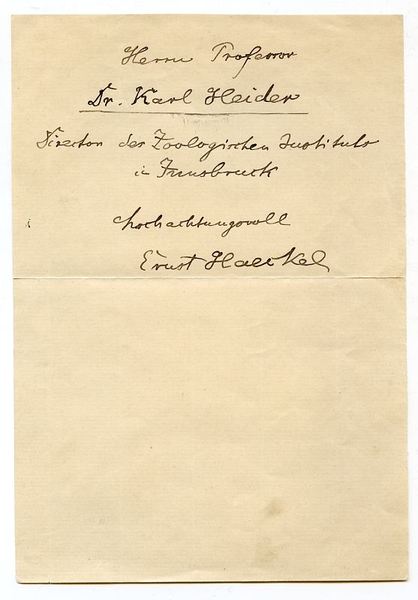 Herrn Professor
Dr. Karl Heider
Director des Zoologischen Instituts
in Innsbruck
hochachtungsvoll
Ernst Haeckel